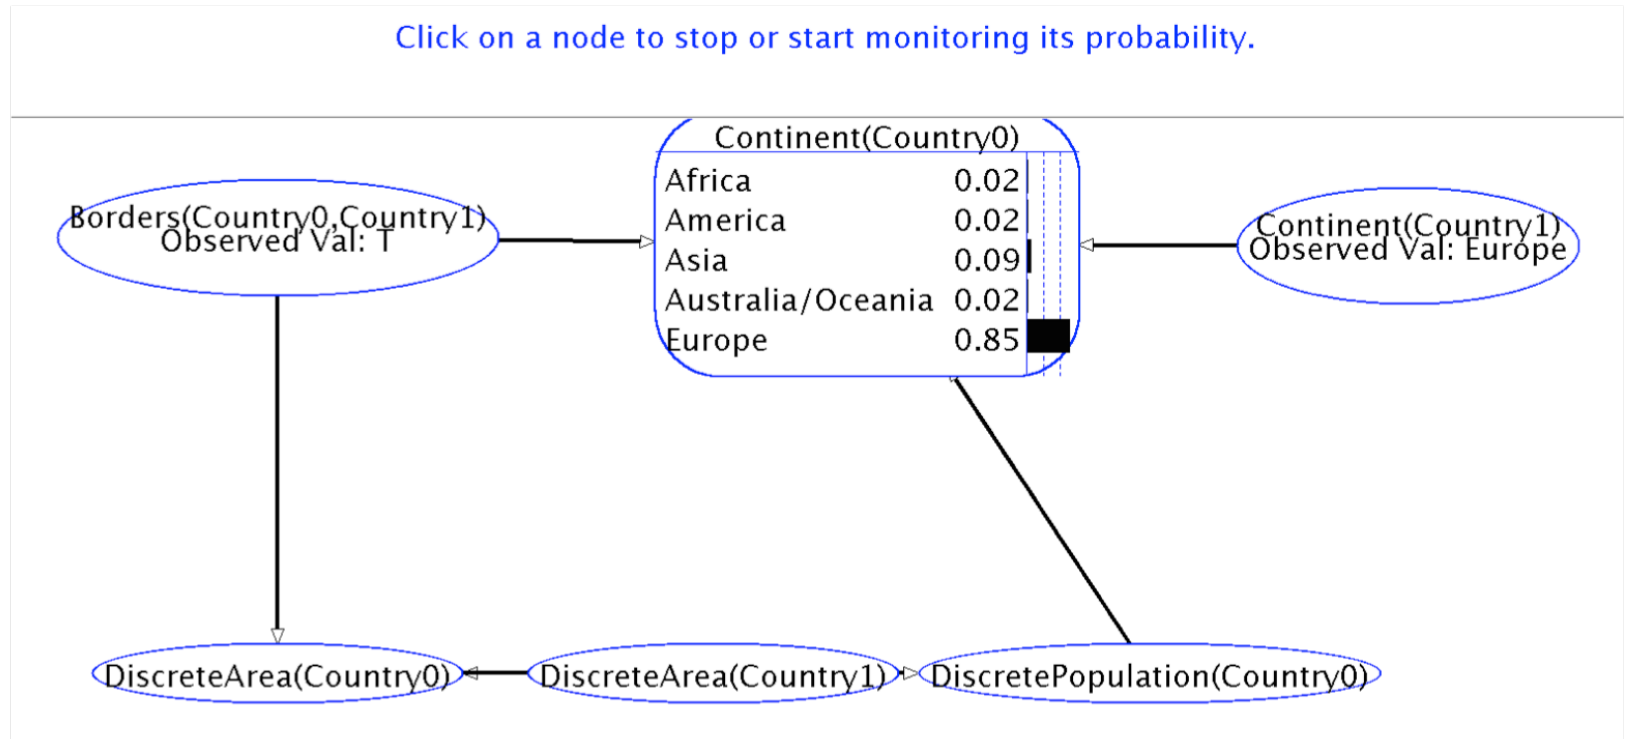 Click on a node to stop or start monitoring its probability.
Continent(Country0)
Africa 0.02
America 0.02
Asia 0.09
Australia/Oceania 0.02
Europe 0.85
Borders(Country0,Country1)
Observed Val: T
Continent(Country1)
Observed Val: Europe
DiscreteArea(Country0)
DiscreteArea(Country1)
DiscretePopulation(Country0)